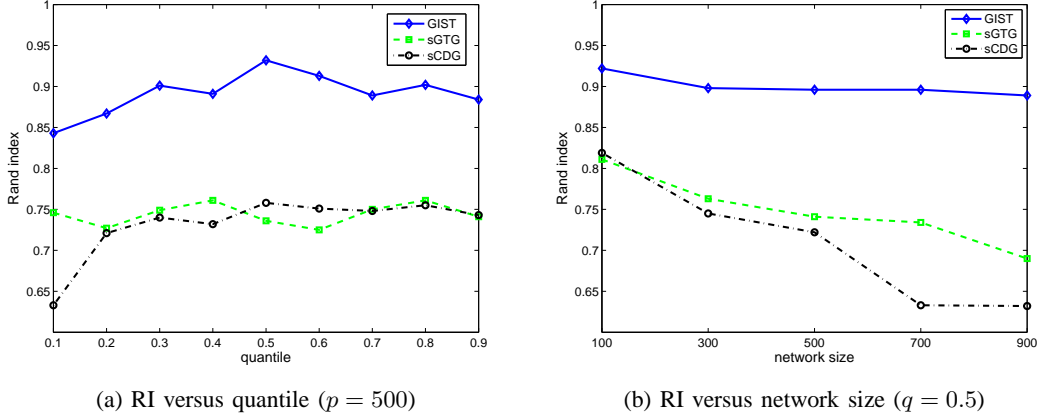 1
0.95
0.9
0.85
0.8
0.75
0.7
0.65
Rand index
0.1 0.2 0.3 0.4 0.5 0.6 0.7 0.8 0.9
quantile
GIST
sGTG
sCDG
(a) RI versus quantile (p = 500)
1
0.95
0.9
0.85
0.8
0.75
0.7
0.65
Rand index
100 300 500 700 900
network size
GIST
sGTG
sCDG
(b) RI versus network size (q = 0.5)